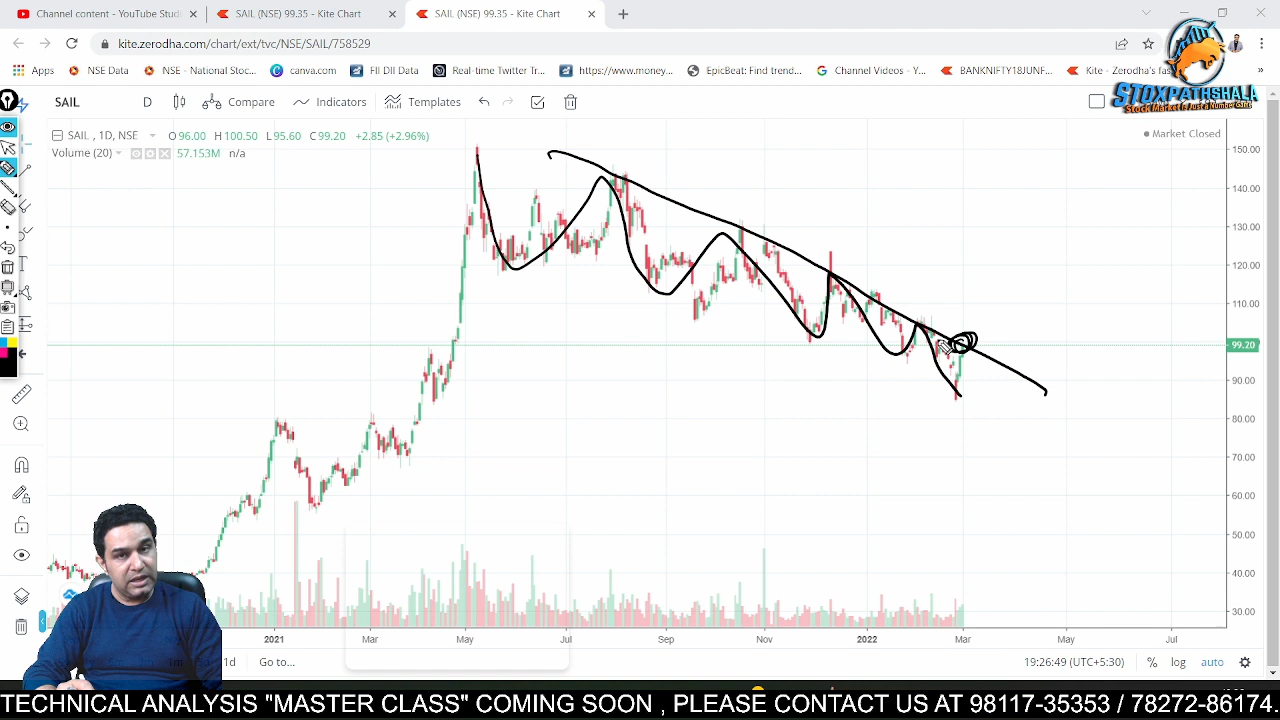 Channel content - YouTube Studi
SAIL (NSE) 99.35 - Kite Chart
SAIL (NSE) 99.35 - Kite Chart
kite.zerodha.com/chart/ext/tvc/NSE/SAIL/758529
Apps
NSE Data
NSE - National Stoc...
canva.com
FII DII Data
Route2Free Twitter Tr...
https://www.money...
EpicBeat: Find trend...
Channel Videos - Y...
BANKNIFTY18JUNF...
Kite - Zerodha's fas
STOXPATHSHALA
Stock Market is Just a Number Game
SAIL
D
Compare
Indicators
Templates
SAIL , 1D, NSE
O 96.00 H 100.50 L 95.60 C 99.20 +2.85 (+2.96%)
Market Closed
Volume (20)
57.153M n/a
150.00
140.00
130.00
120.00
110.00
99.20
90.00
80.00
70.00
60.00
50.00
40.00
30.00
2021
Mar
May
Jul
Sep
Nov
2022
Mar
May
Jul
1d
Go to...
19:26:49 (UTC+5:30)
%
log
auto
TECHNICAL ANALYSIS "MASTER CLASS" COMING SOON , PLEASE CONTACT US AT 98117-35353 / 78272-86174.